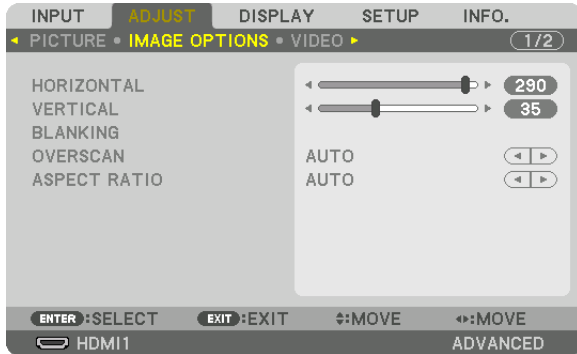 INPUT ADJUST DISPLAY SETUP INFO.
PICTURE • IMAGE OPTIONS • VIDEO 1/2
HORIZONTAL 290
VERTICAL 35
BLANKING
OVERSCAN AUTO
ASPECT RATIO AUTO
ENTER :SELECT EXIT :EXIT :MOVE :MOVE
HDMI1 ADVANCED